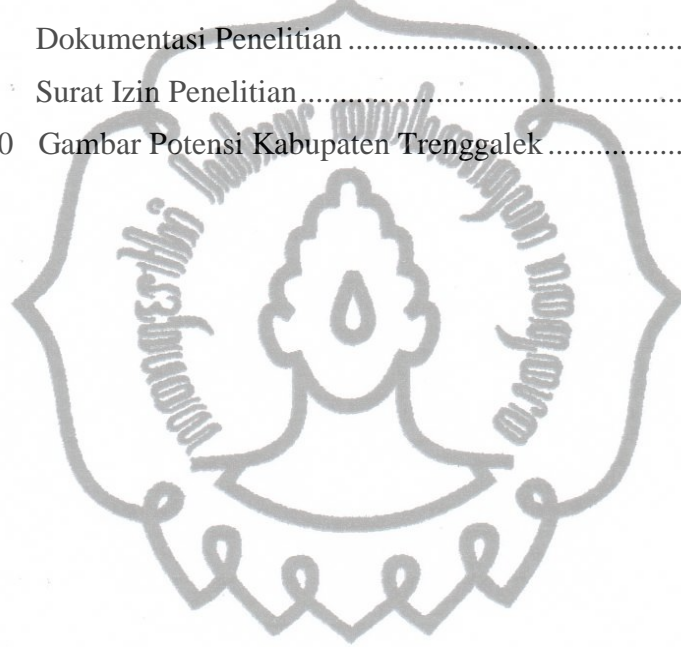 Dokumentasi Penelitian ..........................................
Surat Izin Penelitian ................................................
0 Gambar Potensi Kabupaten Trenggalek .................